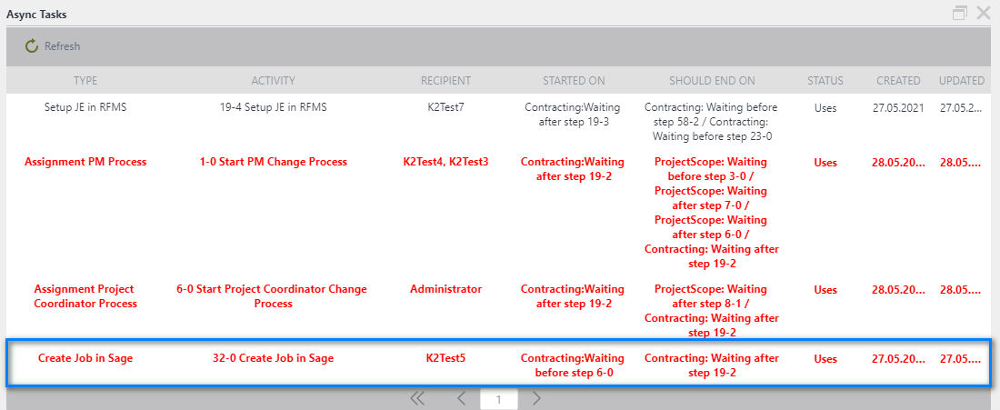 Async Tasks
Refresh
TYPE ACTIVITY RECIPIENT STARTED ON SHOULD END ON STATUS CREATED UPDATED
Setup JE in RFMS 19-4 Setup JE in RFMS K2Test7 Contracting:Waiting Contracting: Waiting before Uses 27.05.2021 27.05.2...
after step 19-3 step 58-2 / Contracting:
Waiting before step 23-0
Assignment PM Process 1-0 Start PM Change Process K2Test4, K2Test3 Contracting:Waiting ProjectScope: Waiting Uses 28.05.20... 28.05....
after step 19-2 before step 3-0 /
ProjectScope: Waiting
after step 7-0 /
ProjectScope: Waiting
after step 6-0 /
Contracting: Waiting after
step 19-2
Assignment Project 6-0 Start Project Coordinator Change Administrator Contracting:Waiting ProjectScope: Waiting Uses 28.05.20... 28.05....
Coordinator Process Process after step 19-2 after step 8-1 /
Contracting: Waiting after
step 19-2
Create Job in Sage 32-0 Create Job in Sage K2Test5 Contracting:Waiting Contracting: Waiting after Uses 27.05.20... 27.05....
before step 6-0 step 19-2
1